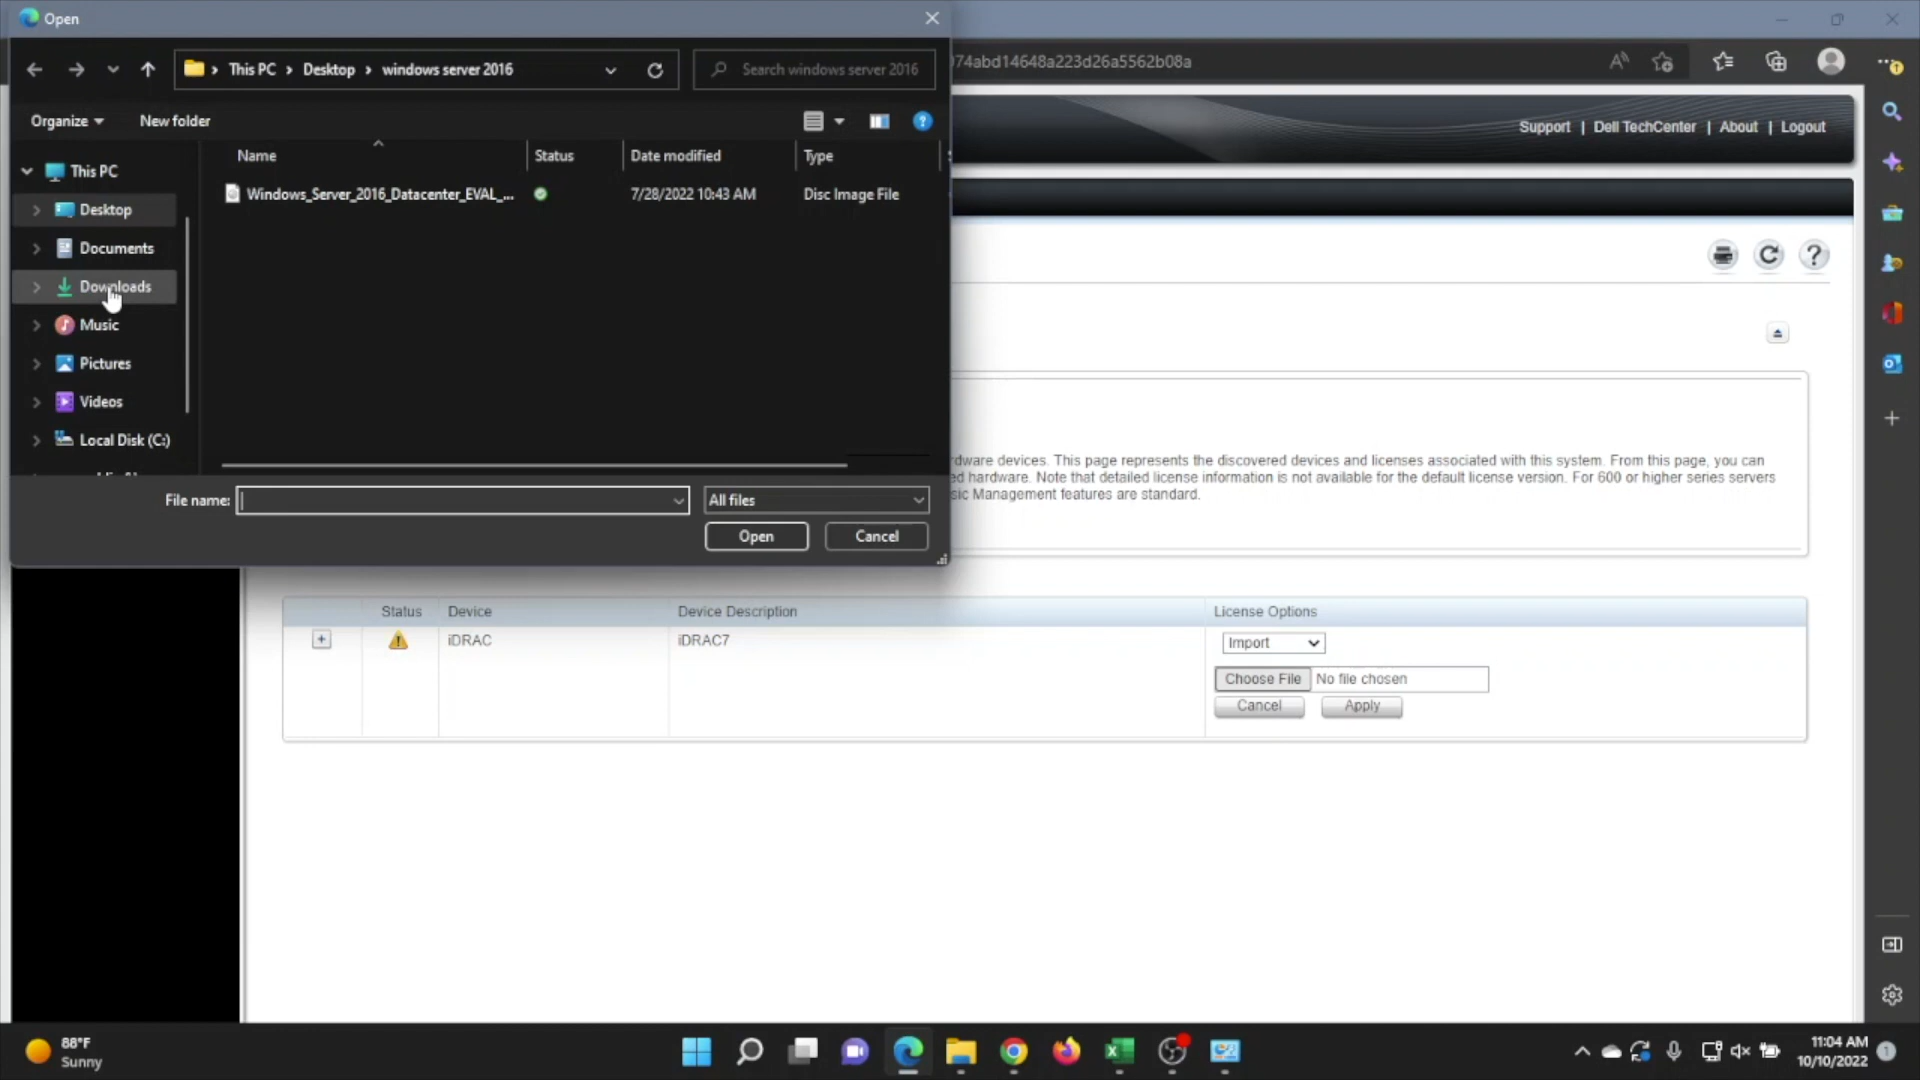 Open
This PC > Desktop > windows server 2016
Search windows server 2016
74abd14648a223d26a5562b08a
Organize
New folder
Support | Dell TechCenter | About | Logout
Name
Status
Date modified
Type
This PC
Windows_Server_2016_Datacenter_EVAL_...
7/28/2022 10:43 AM
Disc Image File
Desktop
Documents
Downloads
Music
Pictures
Videos
Local Disk (C:)
dware devices. This page represents the discovered devices and licenses associated with this system. From this page, you can
ed hardware. Note that detailed license information is not available for the default license version. For 600 or higher series servers
sic Management features are standard.
File name:
All files
Open
Cancel
Status
Device
Device Description
License Options
iDRAC
iDRAC7
Import
Choose File
No file chosen
Cancel
Apply
88°F
Sunny
11:04 AM
10/10/2022
1